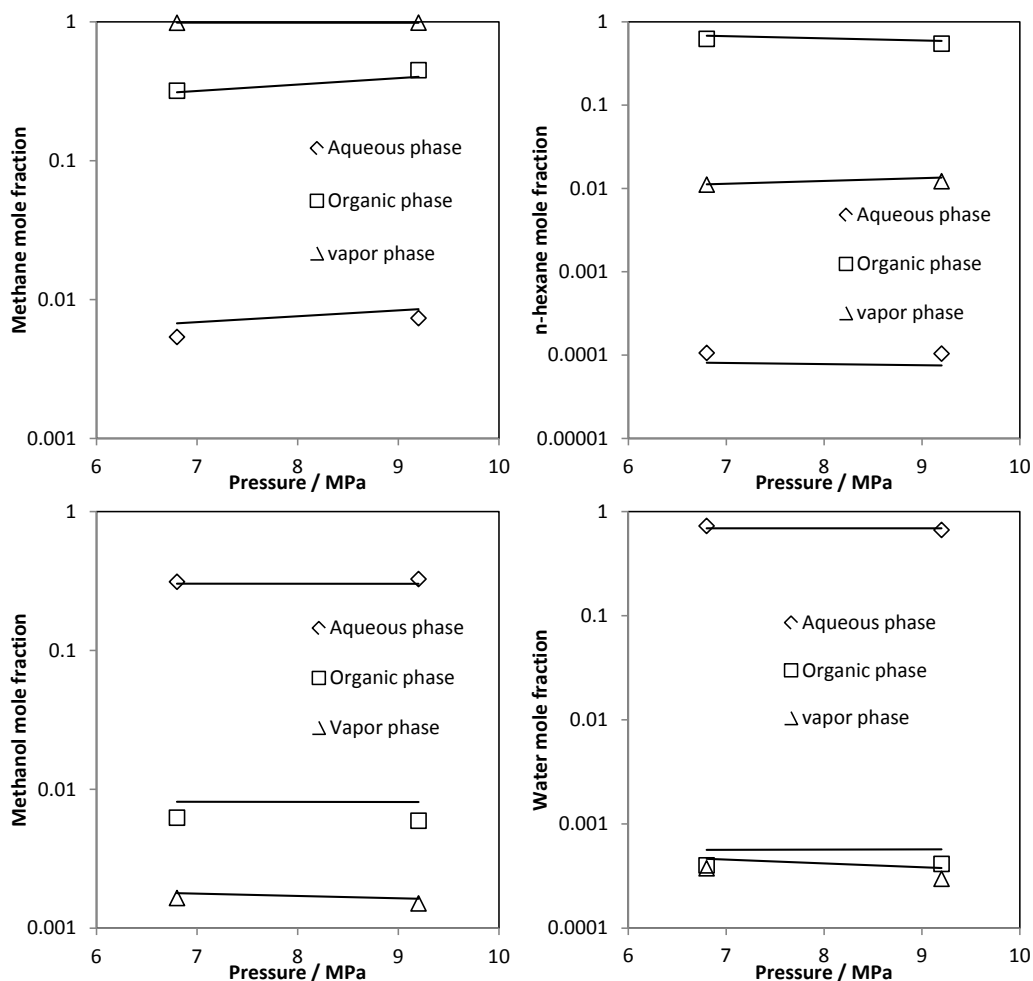 Methane mole fraction
1
0.1
0.01
0.001
Aqueous phase
Organic phase
vapor phase
6 7 8 9 10
Pressure / MPa
n-hexane mole fraction
1
0.1
0.01
0.001
0.0001
0.00001
Aqueous phase
Organic phase
vapor phase
6 7 8 9 10
Pressure / MPa
Methanol mole fraction
1
0.1
0.01
0.001
Aqueous phase
Organic phase
Vapor phase
6 7 8 9 10
Pressure / MPa
Water mole fraction
1
0.1
0.01
0.001
0.0001
Aqueous phase
Organic phase
vapor phase
6 7 8 9 10
Pressure / MPa